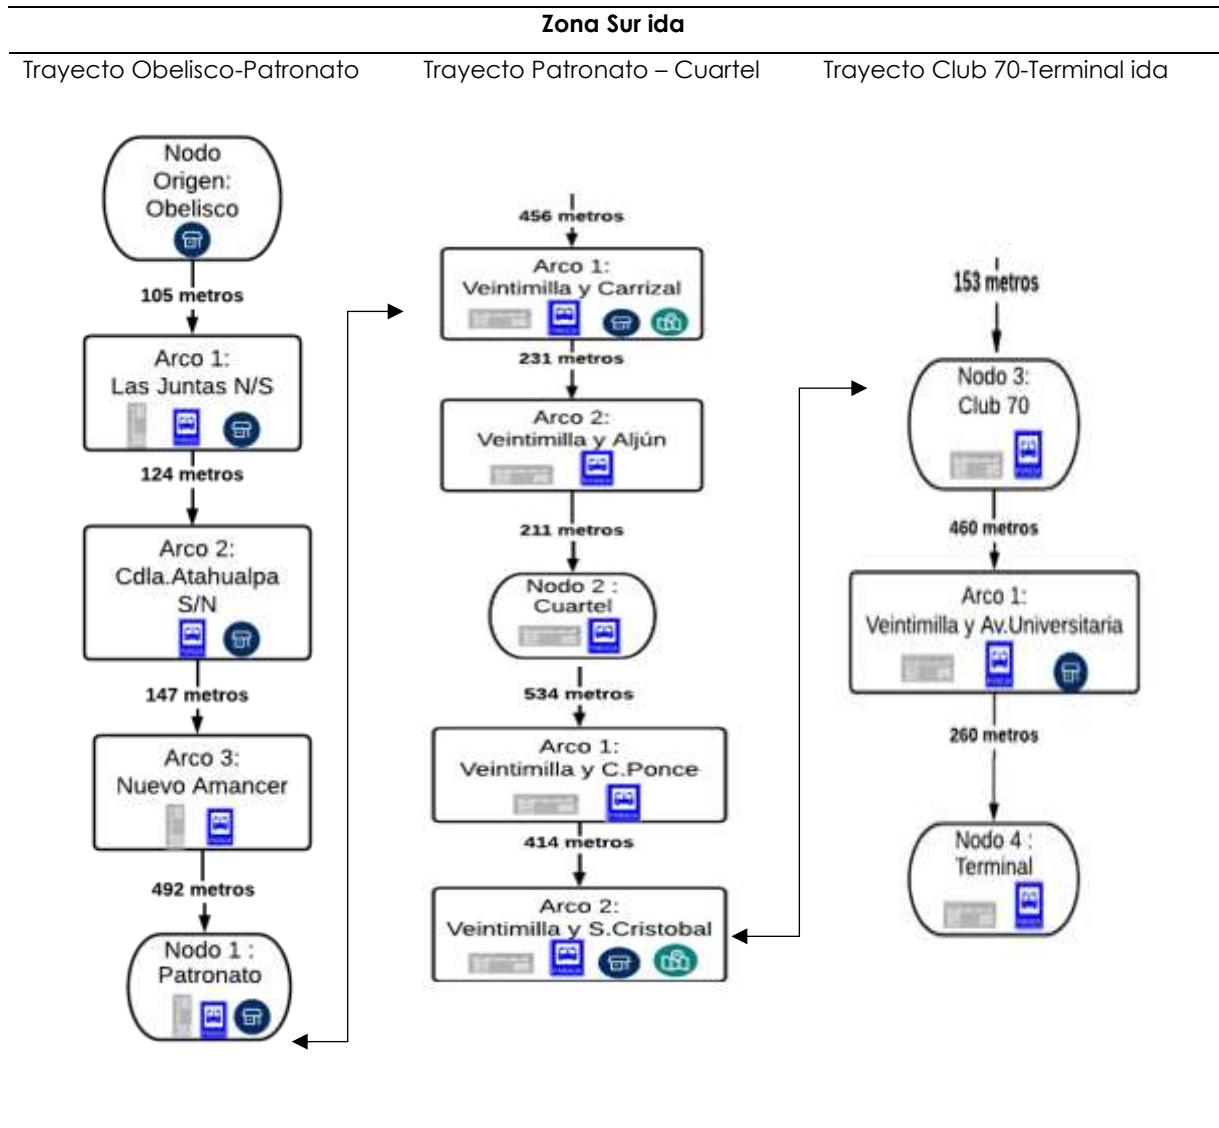 Zona Sur ida
Trayecto Obelisco-Patronato
Trayecto Patronato – Cuartel
Trayecto Club 70-Terminal ida
Nodo
Origen:
Obelisco
105 metros
Arco 1:
Las Juntas N/S
124 metros
Arco 2:
Cdla.Atahualpa
S/N
147 metros
Arco 3:
Nuevo Amancer
492 metros
Nodo 1 :
Patronato
456 metros
Arco 1:
Veintimilla y Carrizal
231 metros
Arco 2:
Veintimilla y Aljún
211 metros
Nodo 2 :
Cuartel
534 metros
Arco 1:
Veintimilla y C.Ponce
414 metros
Arco 2:
Veintimilla y S.Cristobal
153 metros
Nodo 3:
Club 70
460 metros
Arco 1:
Veintimilla y Av.Universitaria
260 metros
Nodo 4 :
Terminal